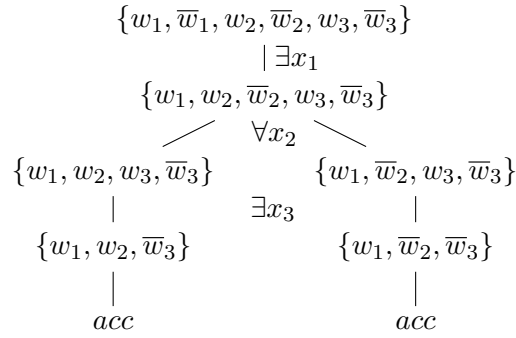 {w₁, w̅₁, w₂, w̅₂, w₃, w̅₃}
∃x₁
{w₁, w₂, w̅₂, w₃, w̅₃}
∀x₂
{w₁, w₂, w₃, w̅₃} {w₁, w̅₂, w₃, w̅₃}
∃x₃
{w₁, w₂, w̅₃} {w₁, w̅₂, w̅₃}
acc acc